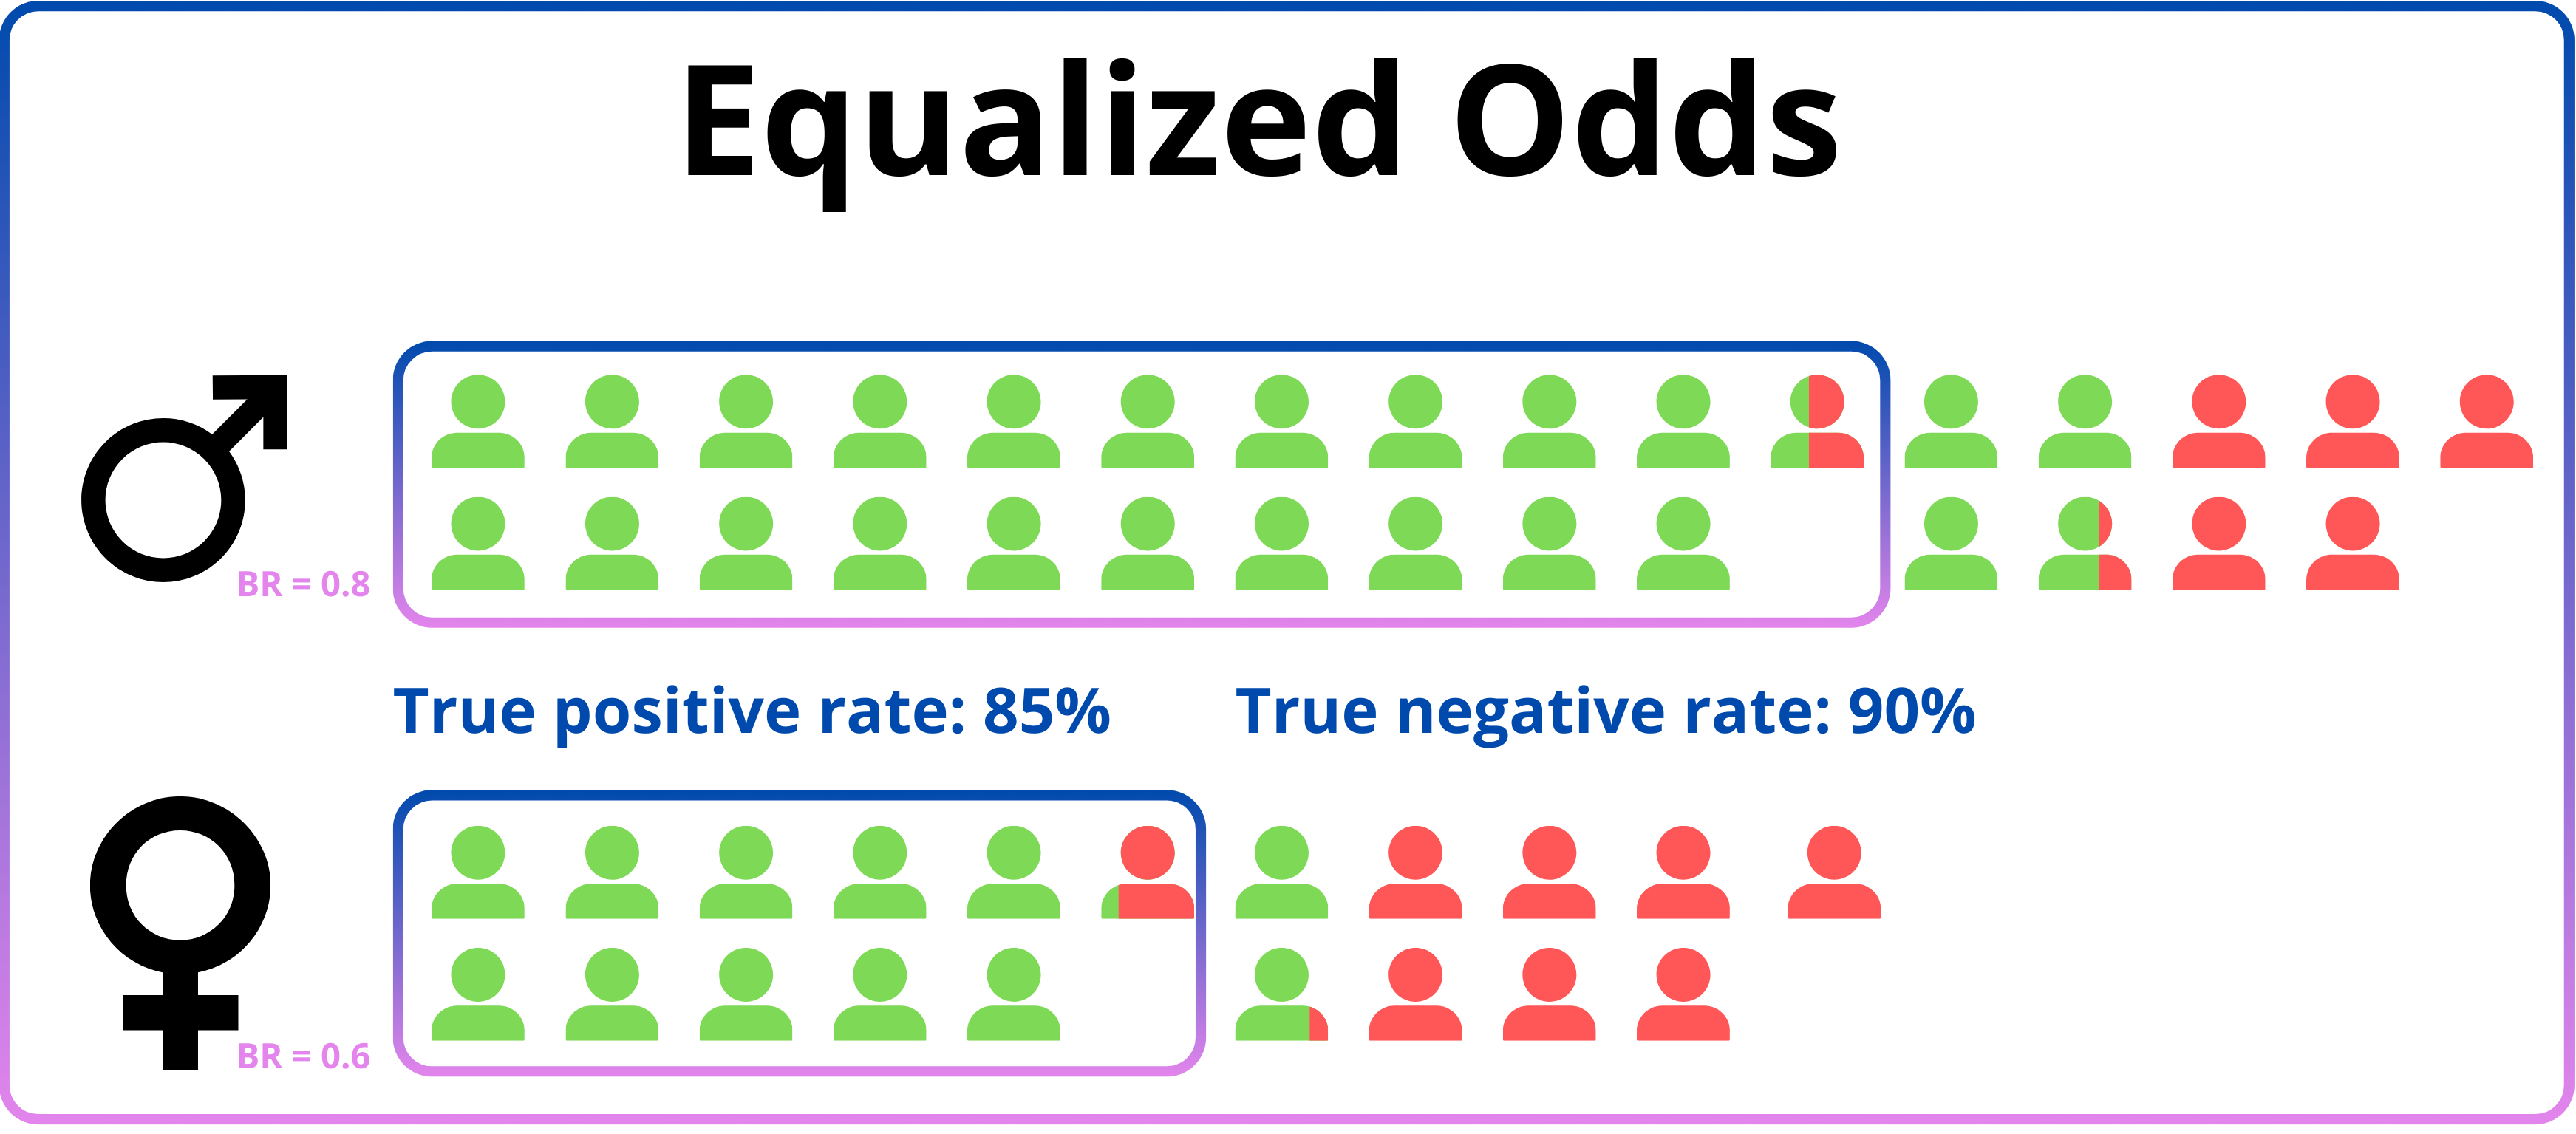 Equalized Odds
BR = 0.8
True positive rate: 85%
True negative rate: 90%
BR = 0.6